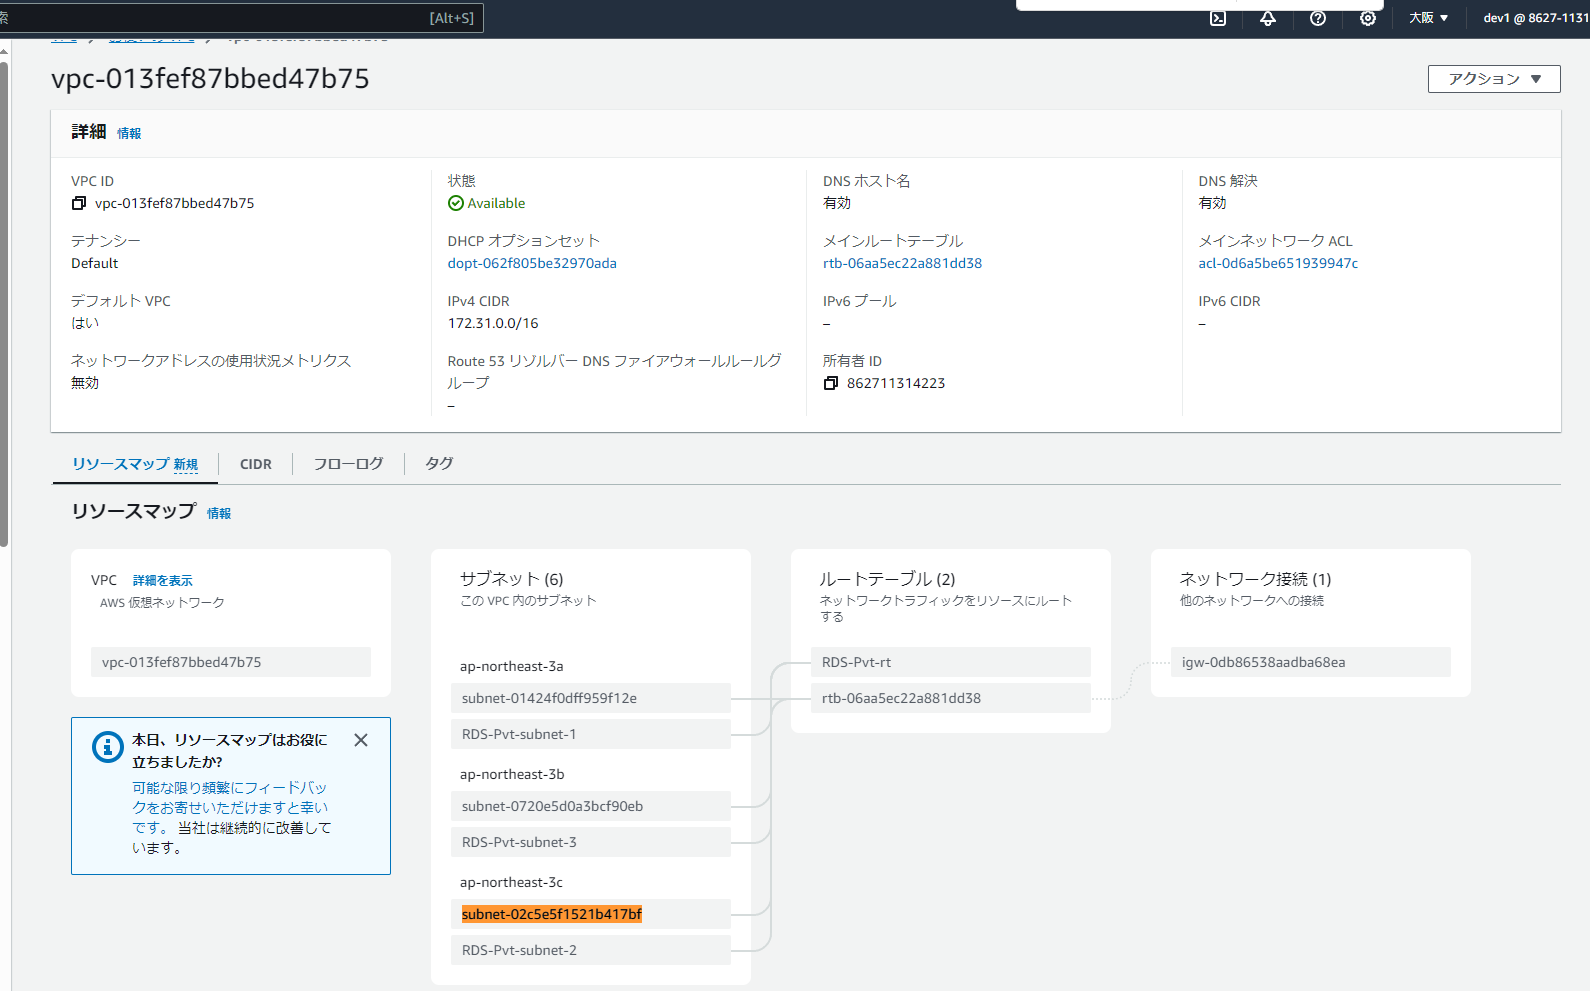 索 [Alt+S] 大阪 ▼ dev1 @ 8627-1131
vpc-013fef87bbed47b75
アクション ▼
詳細 情報
VPC ID
vpc-013fef87bbed47b75
状態
Available
DNS ホスト名
有効
DNS 解決
有効
テナンシー
Default
DHCP オプションセット
dopt-062f805be32970ada
メインルートテーブル
rtb-06aa5ec22a881dd38
メインネットワーク ACL
acl-0d6a5be651939947c
デフォルト VPC
はい
IPv4 CIDR
172.31.0.0/16
IPv6 プール
–
IPv6 CIDR
–
ネットワークアドレスの使用状況メトリクス
無効
Route 53 リゾルバー DNS ファイアウォールルールグ
ループ
–
所有者 ID
862711314223
リソースマップ 新規 CIDR フローログ タグ
リソースマップ 情報
VPC 詳細を表示
AWS 仮想ネットワーク
vpc-013fef87bbed47b75
本日、リソースマップはお役に
立ちましたか?
可能な限り頻繁にフィードバッ
クをお寄せいただけますと幸い
です。 当社は継続的に改善して
います。
サブネット (6)
この VPC 内のサブネット
ap-northeast-3a
subnet-01424f0dff959f12e
RDS-Pvt-subnet-1
ap-northeast-3b
subnet-0720e5d0a3bcf90eb
RDS-Pvt-subnet-3
ap-northeast-3c
subnet-02c5e5f1521b417bf
RDS-Pvt-subnet-2
ルートテーブル (2)
ネットワークトラフィックをリソースにルート
する
RDS-Pvt-rt
rtb-06aa5ec22a881dd38
ネットワーク接続 (1)
他のネットワークへの接続
igw-0db86538aadba68ea